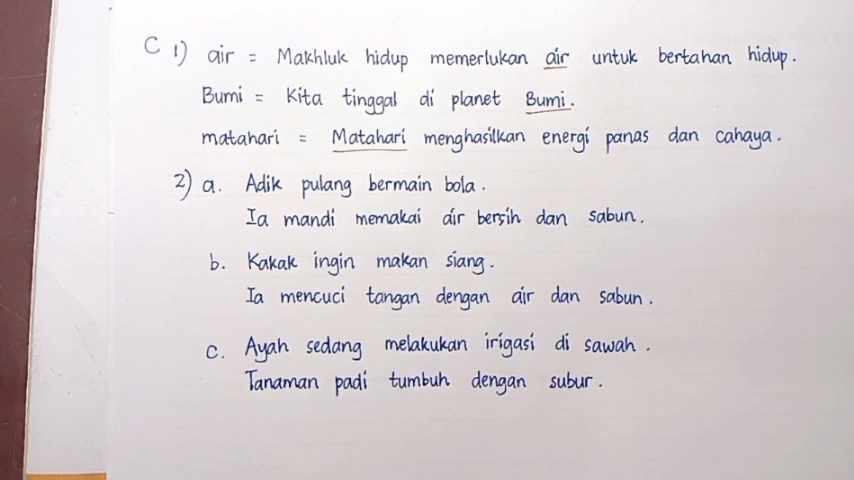 C 1) air = Makhluk hidup memerlukan air untuk bertahan hidup.
Bumi = Kita tinggal di planet Bumi.
matahari = Matahari menghasilkan energi panas dan cahaya.
2) a. Adik pulang bermain bola.
Ia mandi memakai air bersih dan sabun.
b. Kakak ingin makan siang.
Ia mencuci tangan dengan air dan sabun.
c. Ayah sedang melakukan irigasi di sawah.
Tanaman padi tumbuh dengan subur.